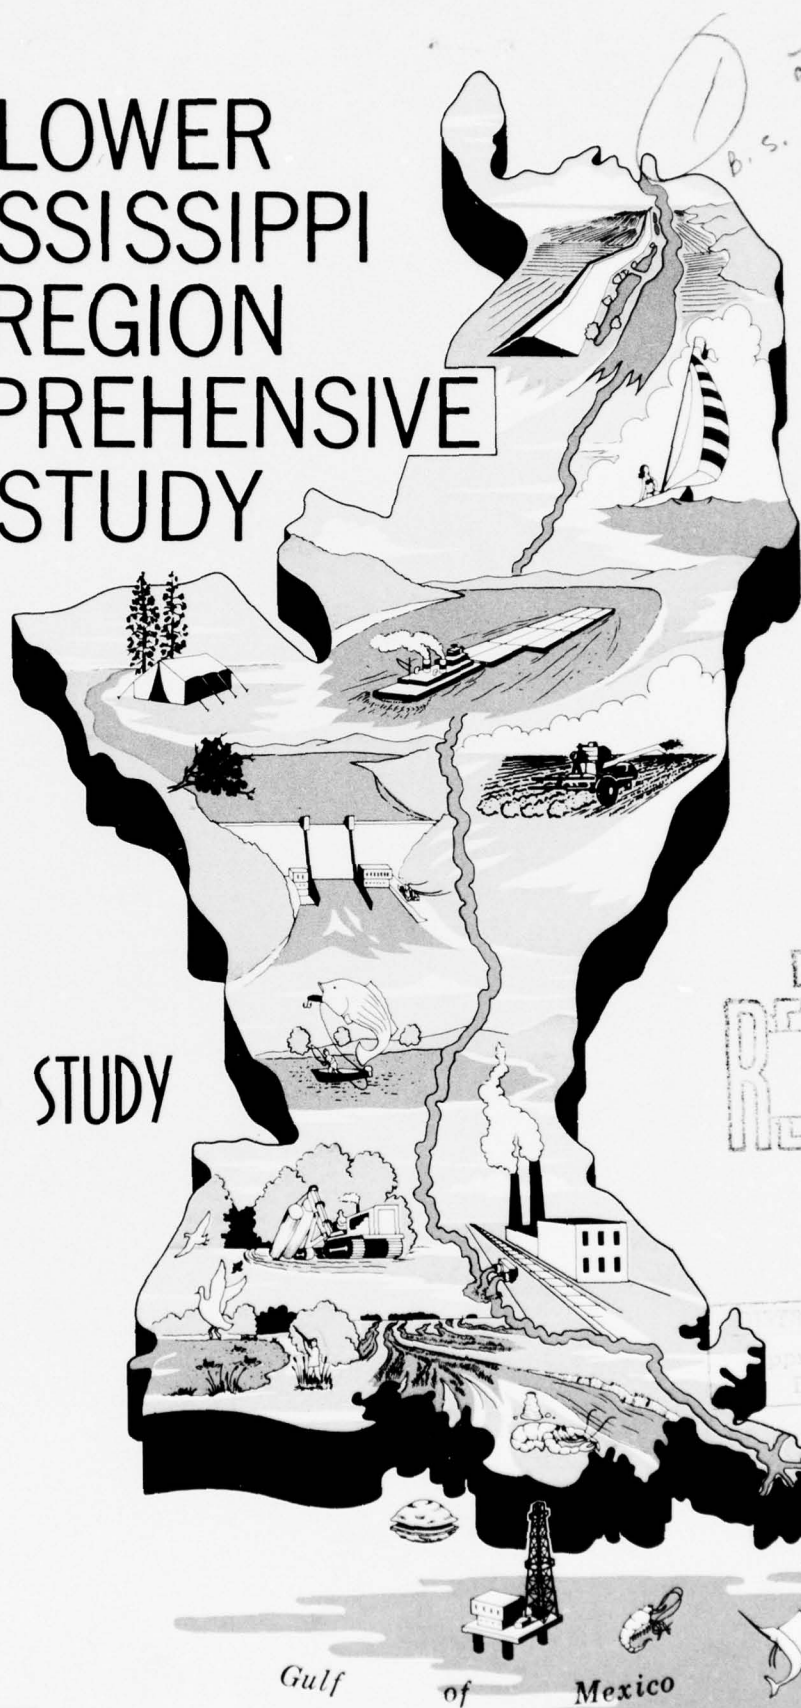 LOWER
SSISSIPPI
REGION
PREHENSIVE
STUDY
B. S.
STUDY
Gulf of Mexico